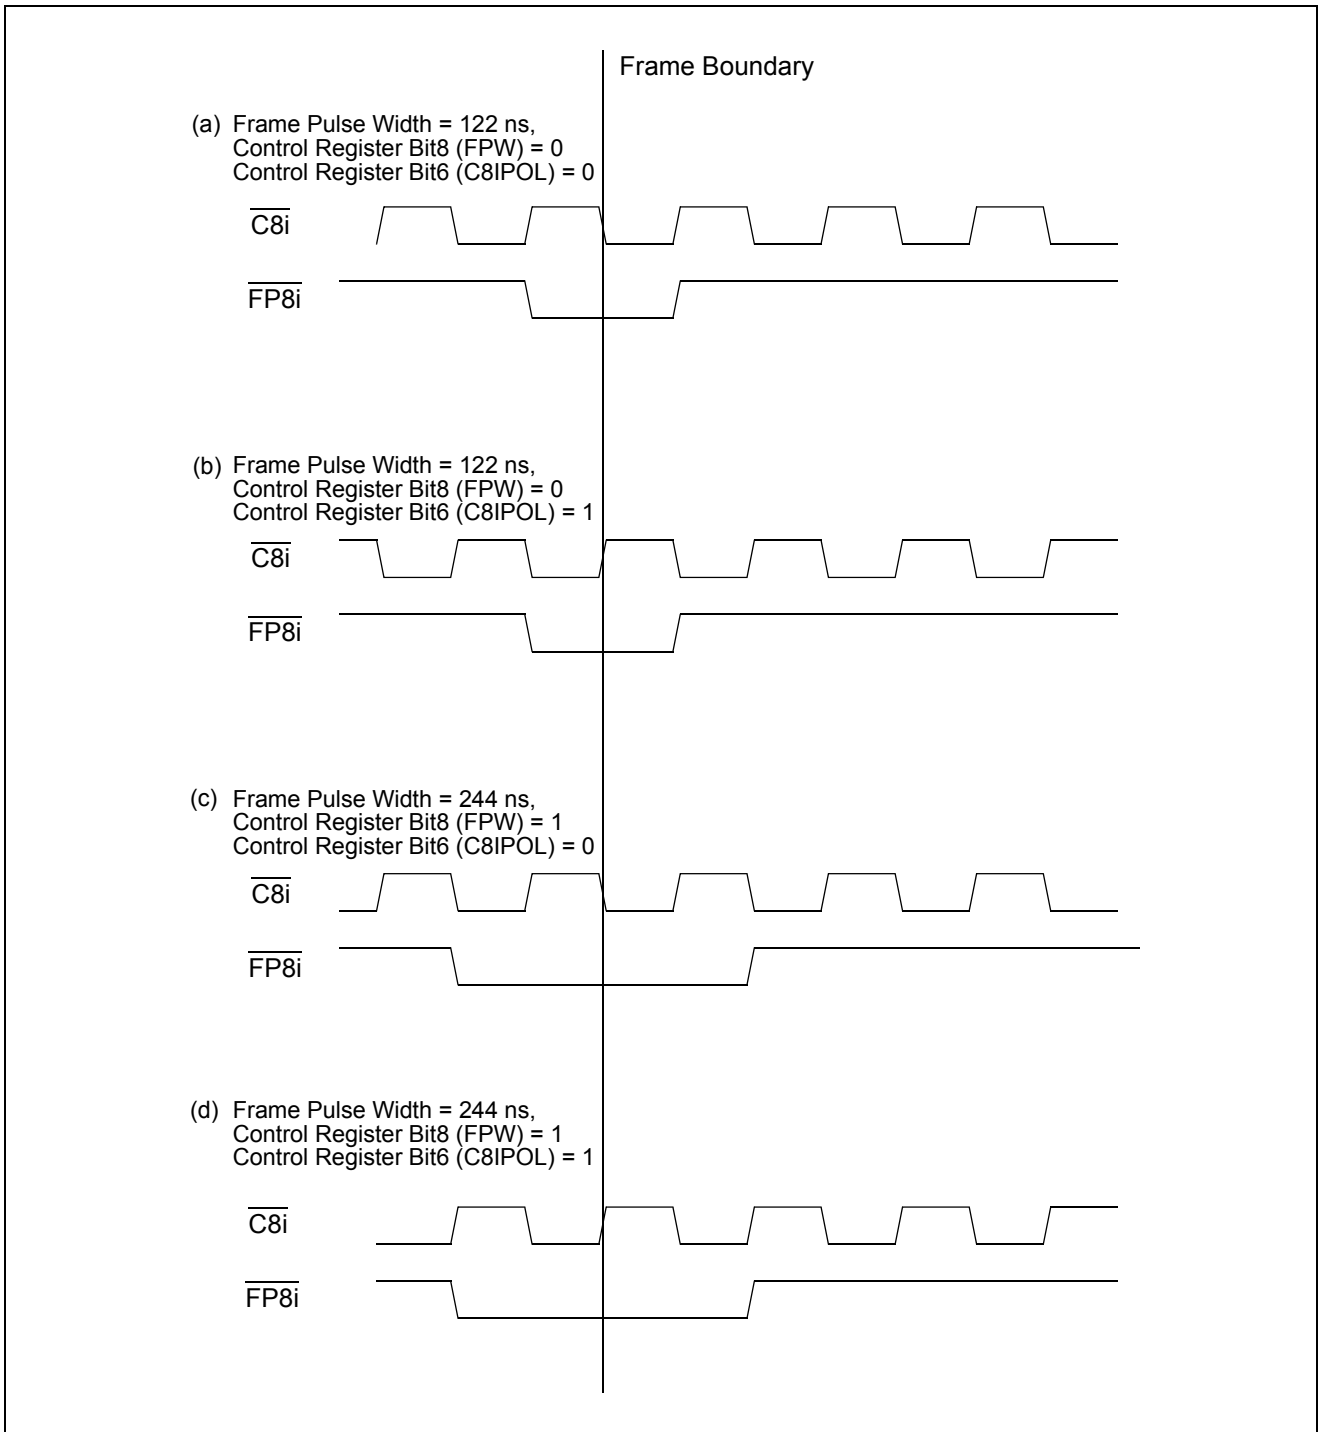 Frame Boundary
(a) Frame Pulse Width = 122 ns,
Control Register Bit8 (FPW) = 0
Control Register Bit6 (C8IPOL) = 0
C8i
FP8i
(b) Frame Pulse Width = 122 ns,
Control Register Bit8 (FPW) = 0
Control Register Bit6 (C8IPOL) = 1
C8i
FP8i
(c) Frame Pulse Width = 244 ns,
Control Register Bit8 (FPW) = 1
Control Register Bit6 (C8IPOL) = 0
C8i
FP8i
(d) Frame Pulse Width = 244 ns,
Control Register Bit8 (FPW) = 1
Control Register Bit6 (C8IPOL) = 1
C8i
FP8i